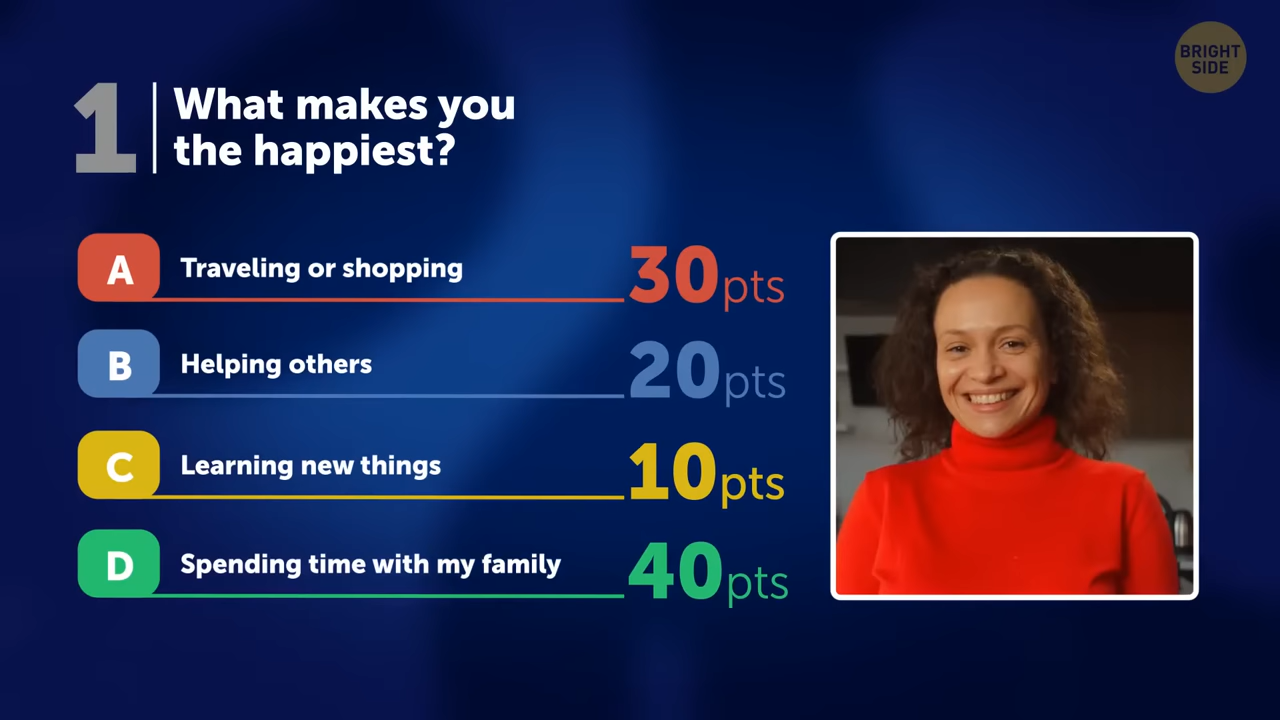 BRIGHT
SIDE
1
What makes you
the happiest?
A Traveling or shopping 30pts
B Helping others 20pts
C Learning new things 10pts
D Spending time with my family 40pts